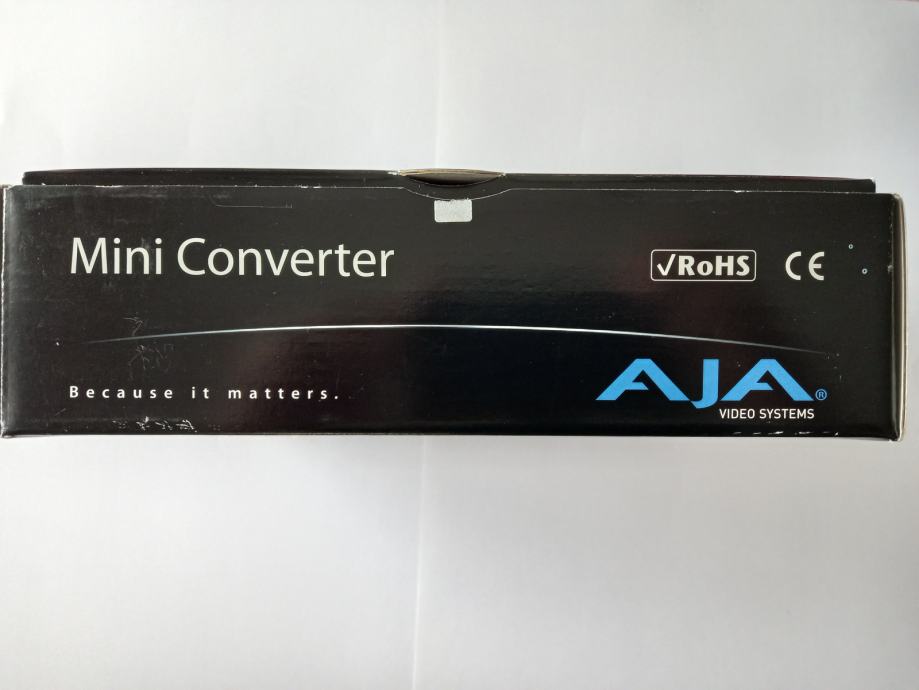 Mini Converter
√RoHS CE
Because it matters.
AJA®
VIDEO SYSTEMS